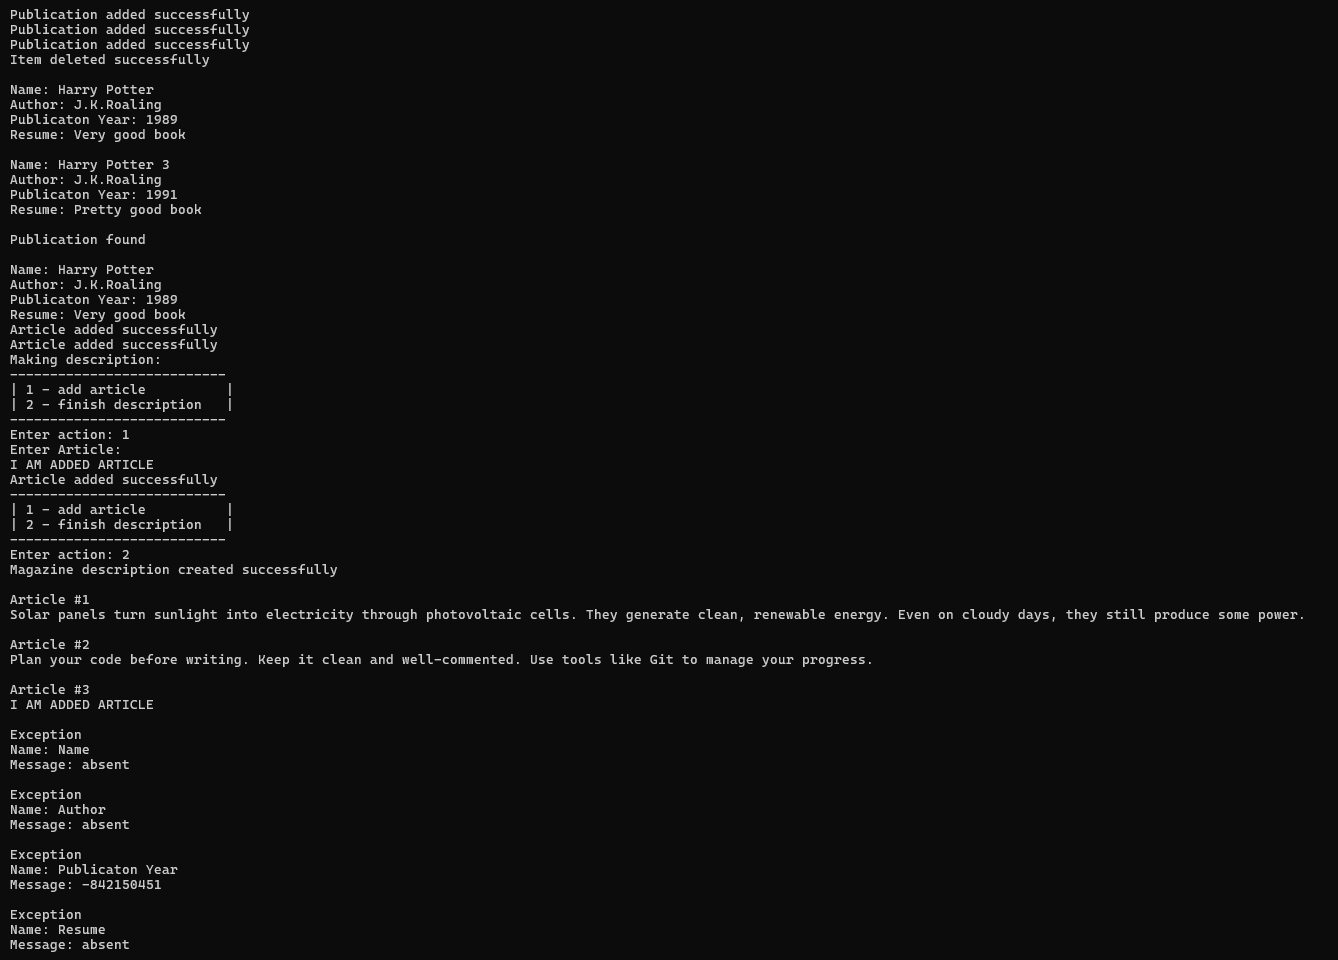 Publication added successfully
Publication added successfully
Publication added successfully
Item deleted successfully
Name: Harry Potter
Author: J.K.Roaling
Publicaton Year: 1989
Resume: Very good book
Name: Harry Potter 3
Author: J.K.Roaling
Publicaton Year: 1991
Resume: Pretty good book
Publication found
Name: Harry Potter
Author: J.K.Roaling
Publicaton Year: 1989
Resume: Very good book
Article added successfully
Article added successfully
Making description:
---------------------------
| 1 - add article          |
| 2 - finish description   |
---------------------------
Enter action: 1
Enter Article:
I AM ADDED ARTICLE
Article added successfully
---------------------------
| 1 - add article          |
| 2 - finish description   |
---------------------------
Enter action: 2
Magazine description created successfully
Article #1
Solar panels turn sunlight into electricity through photovoltaic cells. They generate clean, renewable energy. Even on cloudy days, they still produce some power.
Article #2
Plan your code before writing. Keep it clean and well-commented. Use tools like Git to manage your progress.
Article #3
I AM ADDED ARTICLE
Exception
Name: Name
Message: absent
Exception
Name: Author
Message: absent
Exception
Name: Publicaton Year
Message: -842150451
Exception
Name: Resume
Message: absent